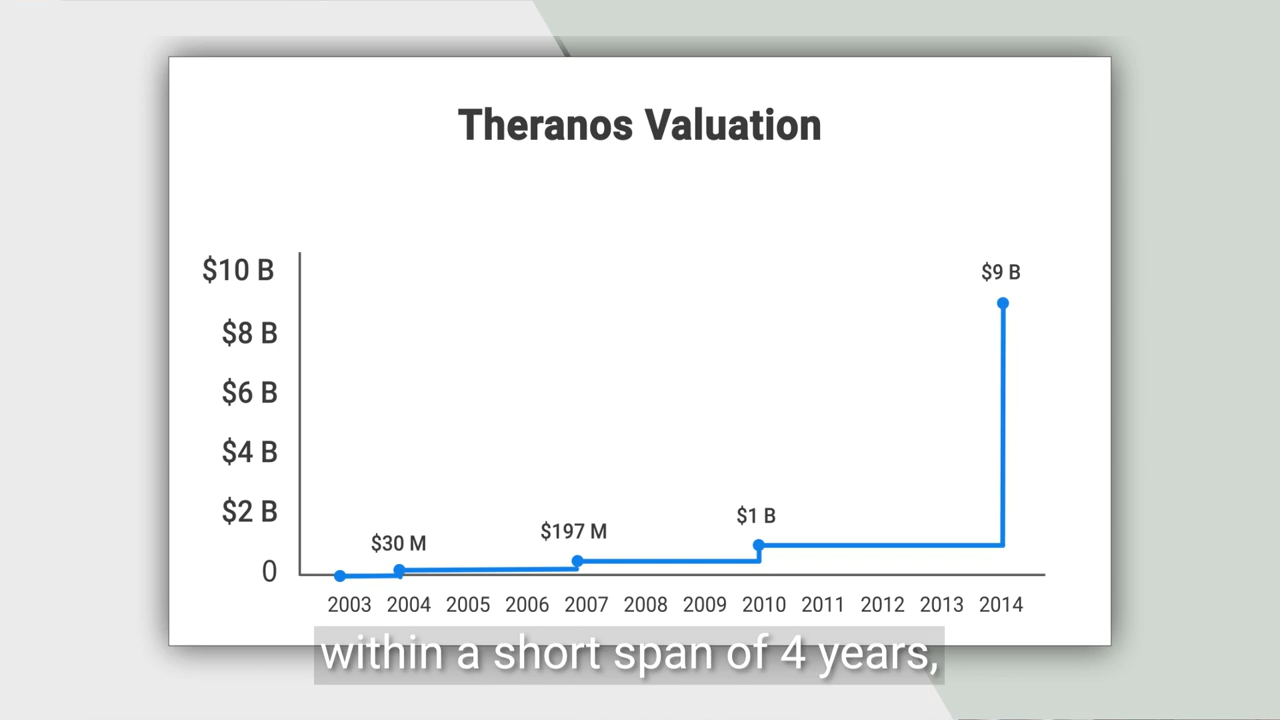 Theranos Valuation
$10 B
$9 B
$8 B
$6 B
$4 B
$2 B
$1 B
$197 M
$30 M
0
2003 2004 2005 2006 2007 2008 2009 2010 2011 2012 2013 2014
within a short span of 4 years,